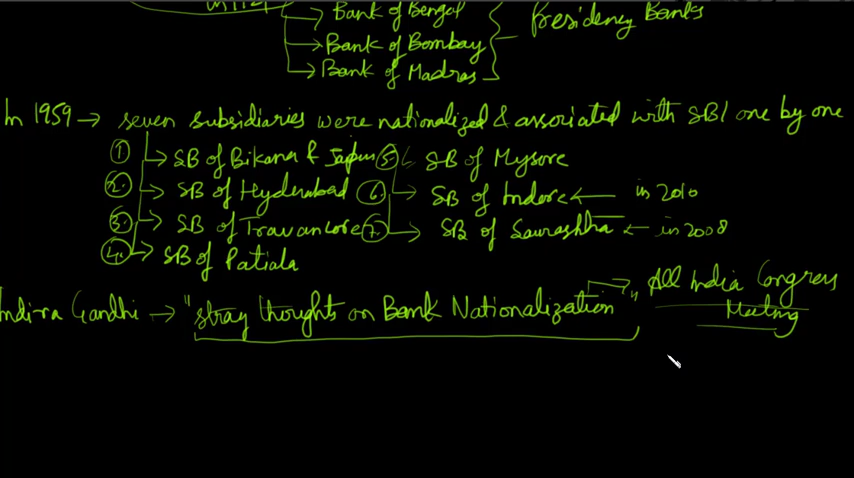 Bank of Bengal
Bank of Bombay
Bank of Madras
Presidency Banks
In 1959 → seven subsidiaries were nationalized & associated with SBI one by one
① → SB of Bikaner & Jaipur
②. → SB of Hyderabad
③. → SB of Travancore
④. → SB of Patiala
⑤ SB of Mysore
⑥ → SB of Indore ← in 2010
⑦. → SB of Saurashtra ← in 2008
Indira Gandhi → "stray thoughts on Bank Nationalization" → All India Congress
Meeting